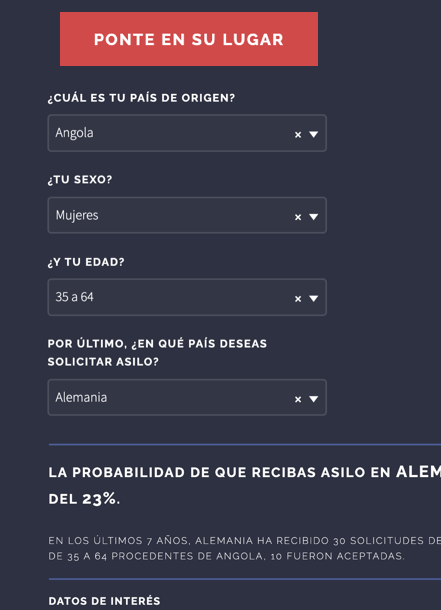 PONTE EN SU LUGAR
¿CUÁL ES TU PAÍS DE ORIGEN?
Angola
¿TU SEXO?
Mujeres
¿Y TU EDAD?
35 a 64
POR ÚLTIMO, ¿EN QUÉ PAÍS DESEAS
SOLICITAR ASILO?
Alemania
LA PROBABILIDAD DE QUE RECIBAS ASILO EN ALEM
DEL 23%.
EN LOS ÚLTIMOS 7 AÑOS, ALEMANIA HA RECIBIDO 30 SOLICITUDES DE
DE 35 A 64 PROCEDENTES DE ANGOLA, 10 FUERON ACEPTADAS.
DATOS DE INTERÉS